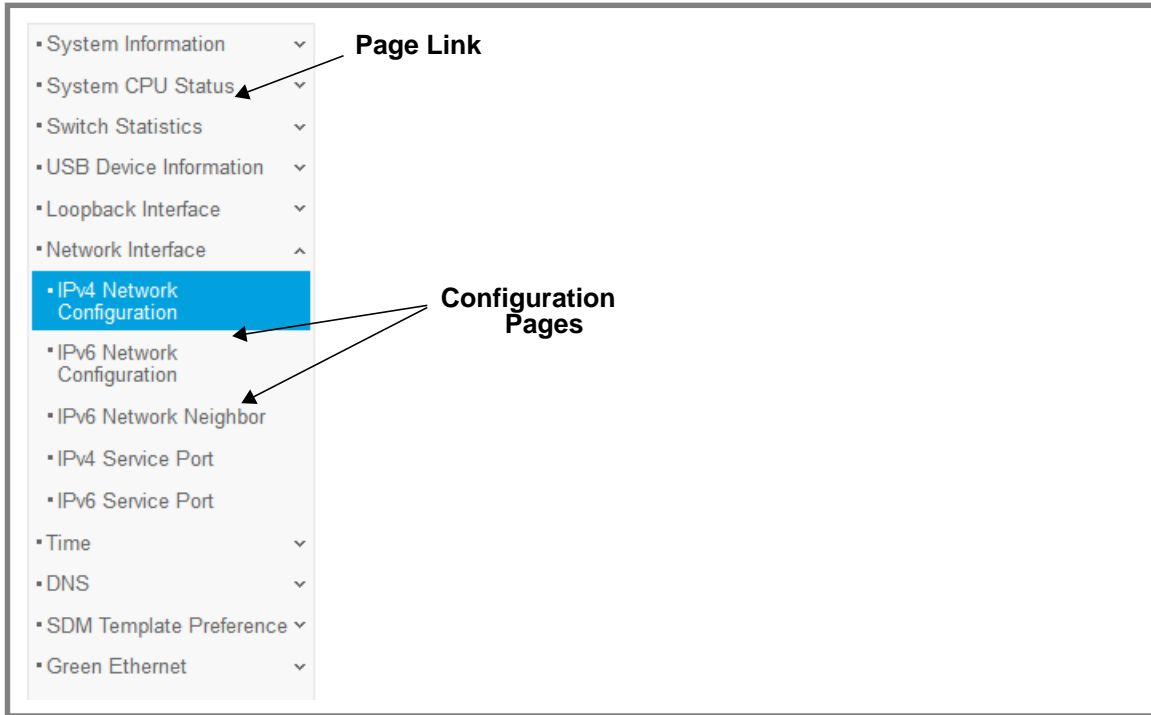 System Information
Page Link
System CPU Status
Switch Statistics
USB Device Information
Loopback Interface
Network Interface
IPv4 Network
Configuration
Configuration
Pages
IPv6 Network
Configuration
IPv6 Network Neighbor
IPv4 Service Port
IPv6 Service Port
Time
DNS
SDM Template Preference
Green Ethernet